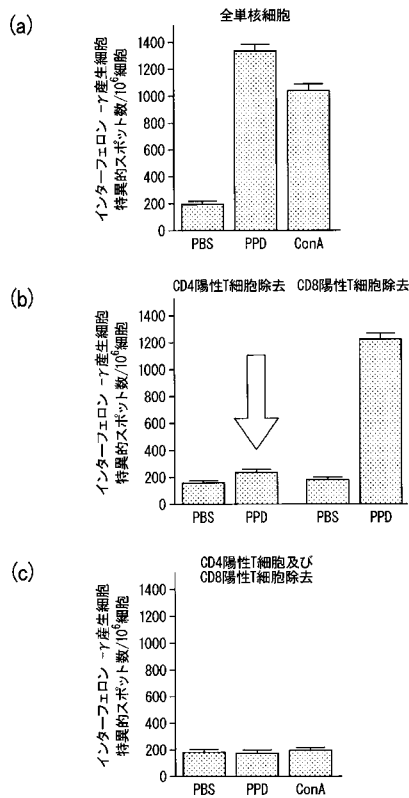 (a)
全単核細胞
インターフェロン -γ産生細胞
特異的スポット数/10⁶細胞
1400
1200
1000
800
600
400
200
0
PBS PPD ConA
(b)
CD4陽性T細胞除去 CD8陽性T細胞除去
インターフェロン -γ産生細胞
特異的スポット数/10⁶細胞
1400
1200
1000
800
600
400
200
0
PBS PPD PBS PPD
(c)
CD4陽性T細胞及び
CD8陽性T細胞除去
インターフェロン -γ産生細胞
特異的スポット数/10⁶細胞
1400
1200
1000
800
600
400
200
0
PBS PPD ConA